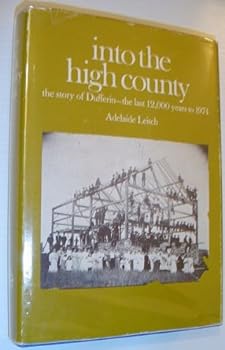 into the
high county
the story of Dufferin—the last 12,000 years to 1974
Adelaide Leitch